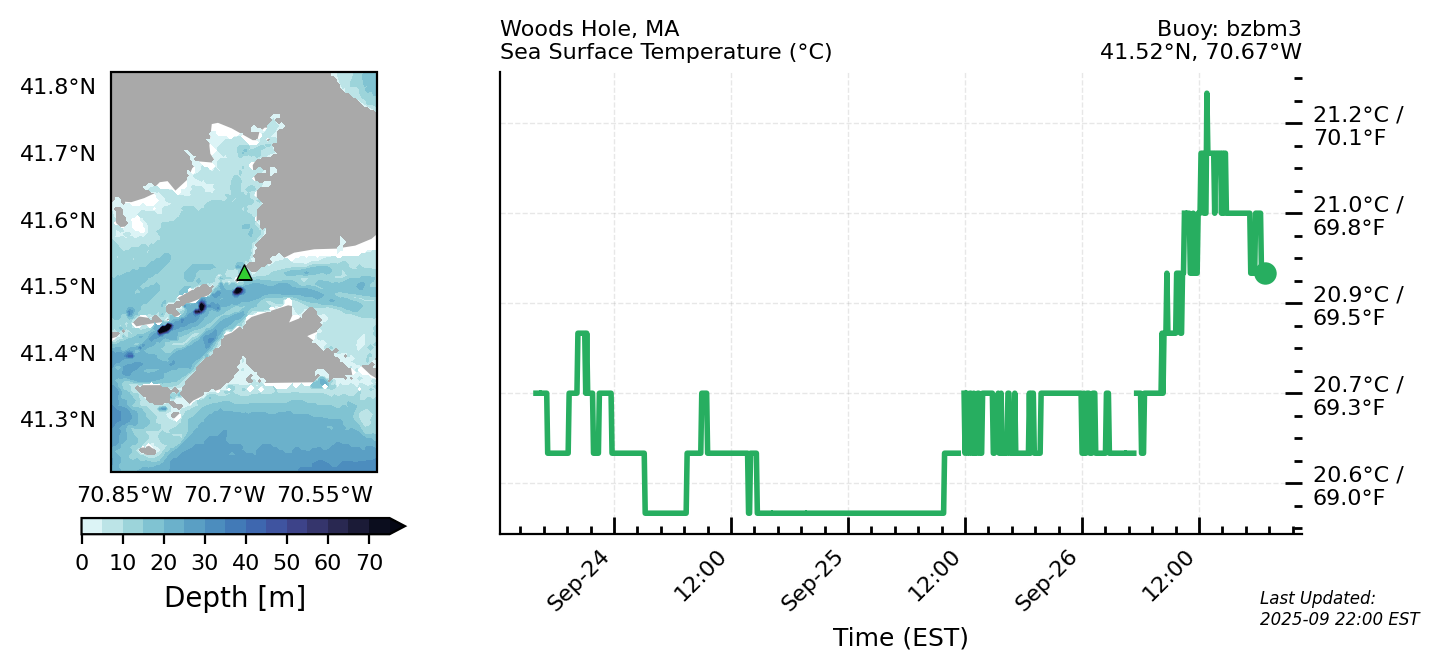 Woods Hole, MA
Sea Surface Temperature (°C)
Buoy: bzbm3
41.52°N, 70.67°W
41.8°N
41.7°N
41.6°N
41.5°N
41.4°N
41.3°N
70.85°W 70.7°W 70.55°W
0 10 20 30 40 50 60 70
Depth [m]
21.2°C /
70.1°F
21.0°C /
69.8°F
20.9°C /
69.5°F
20.7°C /
69.3°F
20.6°C /
69.0°F
Sep-24
12:00
Sep-25
12:00
Sep-26
12:00
Time (EST)
Last Updated:
2025-09 22:00 EST